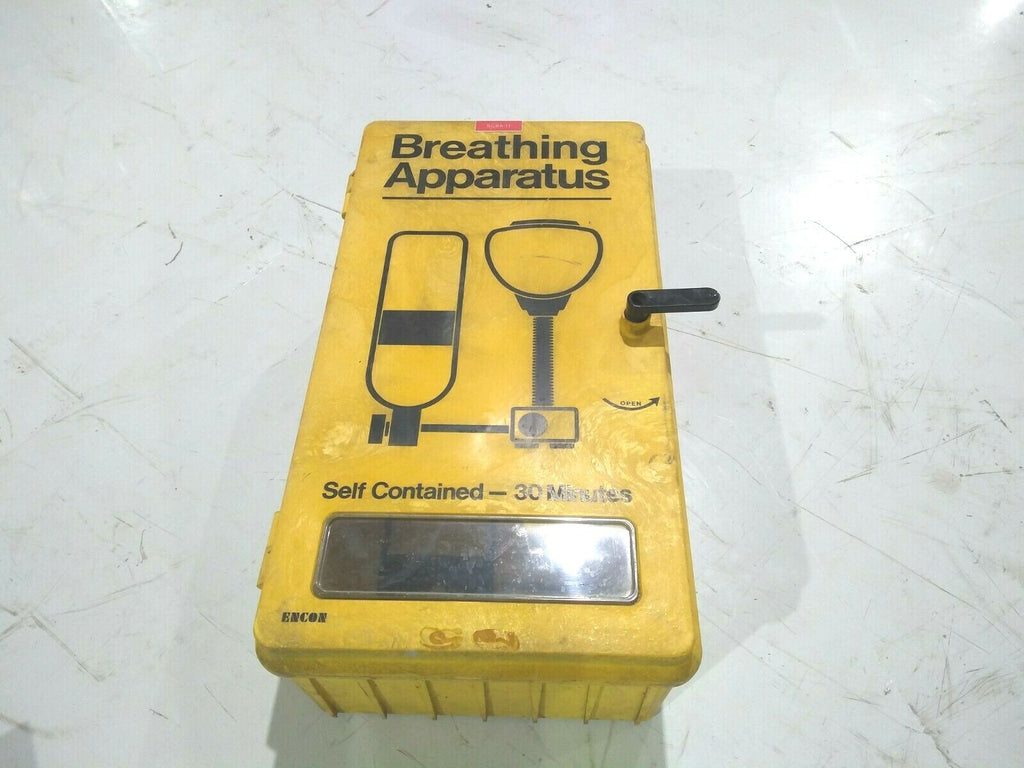 Breathing
Apparatus
OPEN
Self Contained – 30 Minutes
ENCON